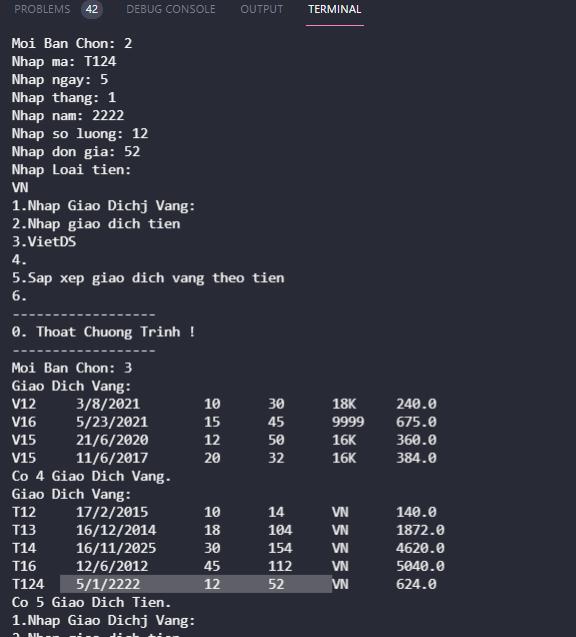 PROBLEMS 42 DEBUG CONSOLE OUTPUT TERMINAL
Moi Ban Chon: 2
Nhap ma: T124
Nhap ngay: 5
Nhap thang: 1
Nhap nam: 2222
Nhap so luong: 12
Nhap don gia: 52
Nhap Loai tien:
VN
1.Nhap Giao Dichj Vang:
2.Nhap giao dich tien
3.VietDS
4.
5.Sap xep giao dich vang theo tien
6.
------------------
0. Thoat Chuong Trinh !
------------------
Moi Ban Chon: 3
Giao Dich Vang:
V12 3/8/2021 10 30 18K 240.0
V16 5/23/2021 15 45 9999 675.0
V15 21/6/2020 12 50 16K 360.0
V15 11/6/2017 20 32 16K 384.0
Co 4 Giao Dich Vang.
Giao Dich Vang:
T12 17/2/2015 10 14 VN 140.0
T13 16/12/2014 18 104 VN 1872.0
T14 16/11/2025 30 154 VN 4620.0
T16 12/6/2012 45 112 VN 5040.0
T124 5/1/2222 12 52 VN 624.0
Co 5 Giao Dich Tien.
1.Nhap Giao Dichj Vang:
2.Nhap giao dich tien